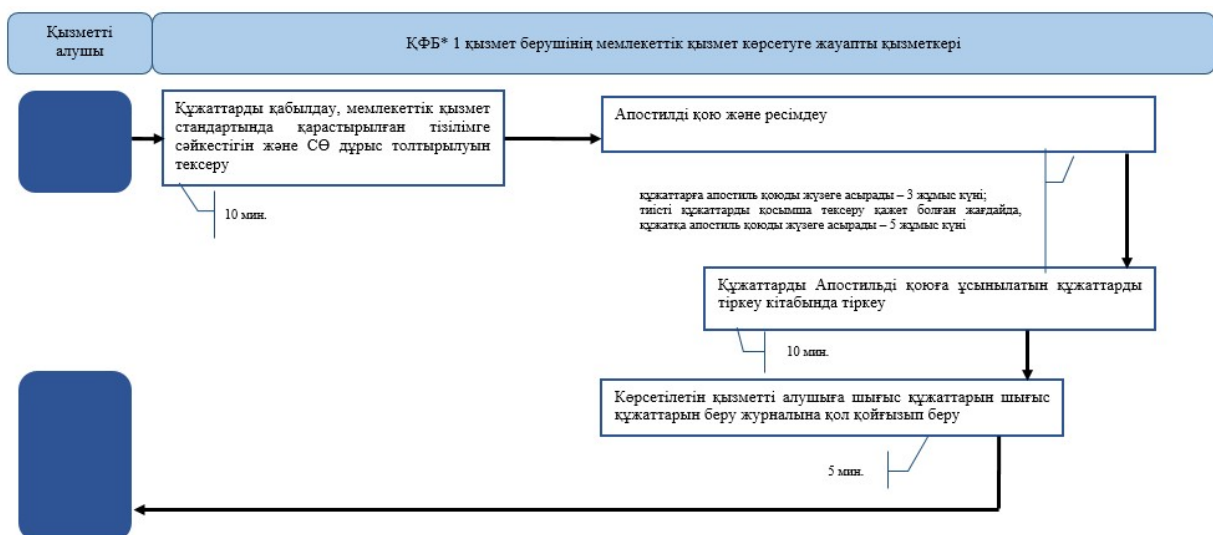 Қызметті
алушы
ҚФБ* 1 қызмет берушінің мемлекеттік қызмет көрсетуге жауапты қызметкері
Құжаттарды қабылдау, мемлекеттік қызмет
стандартында қарастырылған тізілімге
сәйкестігін және СӨ дұрыс толтырылуын
тексеру
10 мин.
Апостилді қою және ресімдеу
құжаттарға апостиль қоюды жүзеге асырады – 3 жұмыс күні;
тиісті құжаттарды қосымша тексеру қажет болған жағдайда,
құжатқа апостиль қоюды жүзеге асырады – 5 жұмыс күні
Құжаттарды Апостильді қоюға ұсынылатын құжаттарды
тіркеу кітабында тіркеу
10 мин.
Көрсетілетін қызметті алушыға шығыс құжаттарын шығыс
құжаттарын беру журналына қол қойғызып беру
5 мин.